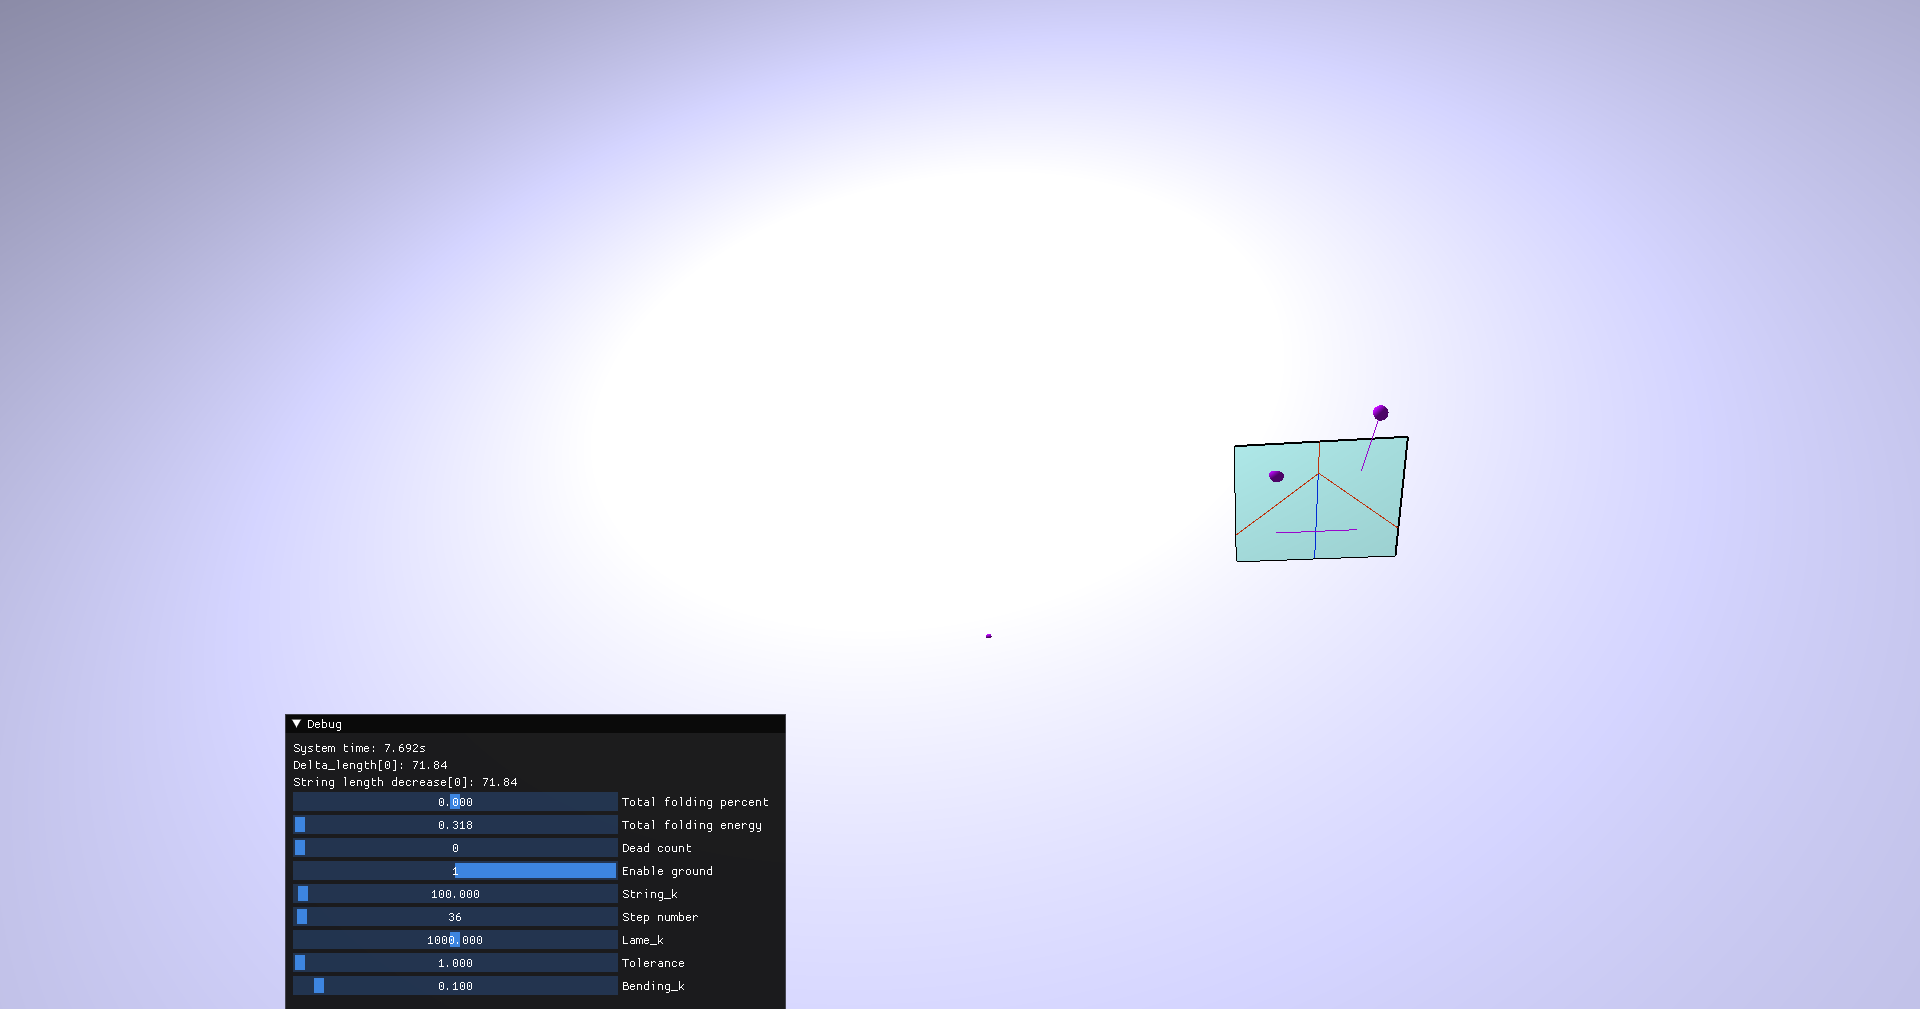 Debug
System time: 7.692s
Delta_length[0]: 71.84
String length decrease[0]: 71.84
0.000 Total folding percent
0.318 Total folding energy
0 Dead count
1 Enable ground
100.000 String_k
36 Step number
1000.000 Lame_k
1.000 Tolerance
0.100 Bending_k